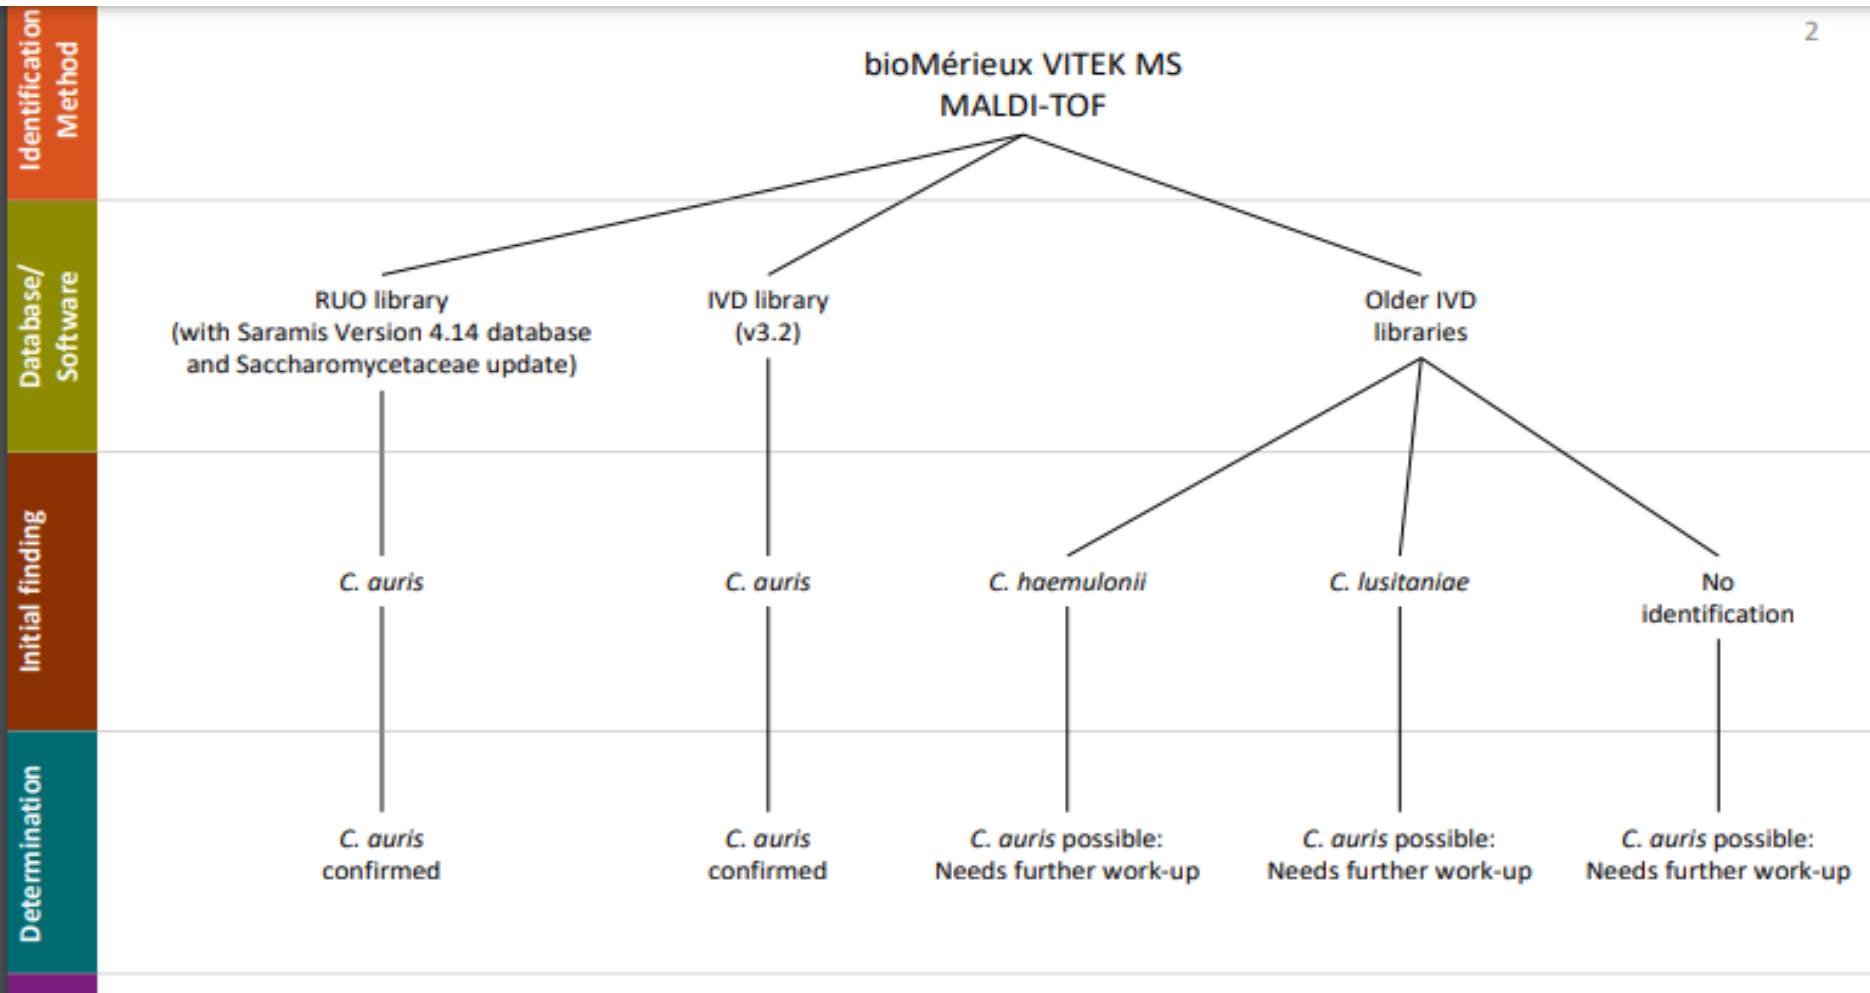 2
Identification
Method
bioMérieux VITEK MS
MALDI-TOF
Database/
Software
RUO library
(with Saramis Version 4.14 database
and Saccharomycetaceae update)
IVD library
(v3.2)
Older IVD
libraries
Initial finding
C. auris
C. auris
C. haemulonii
C. lusitaniae
No
identification
Determination
C. auris
confirmed
C. auris
confirmed
C. auris possible:
Needs further work-up
C. auris possible:
Needs further work-up
C. auris possible:
Needs further work-up